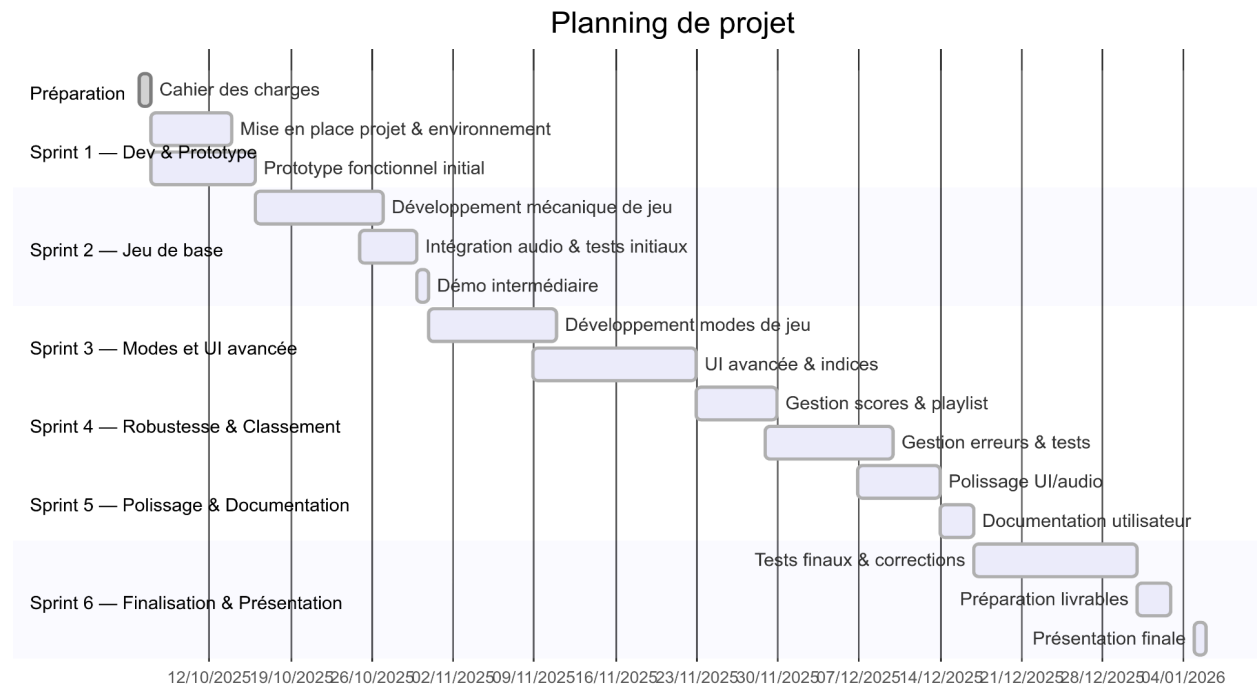 Planning de projet
Préparation
Cahier des charges
Mise en place projet & environnement
Sprint 1 — Dev & Prototype
Prototype fonctionnel initial
Développement mécanique de jeu
Sprint 2 — Jeu de base
Intégration audio & tests initiaux
Démo intermédiaire
Développement modes de jeu
Sprint 3 — Modes et UI avancée
UI avancée & indices
Gestion scores & playlist
Sprint 4 — Robustesse & Classement
Gestion erreurs & tests
Polissage UI/audio
Sprint 5 — Polissage & Documentation
Documentation utilisateur
Tests finaux & corrections
Sprint 6 — Finalisation & Présentation
Préparation livrables
Présentation finale
12/10/2025 19/10/2025 26/10/2025 02/11/2025 09/11/2025 16/11/2025 23/11/2025 30/11/2025 07/12/2025 14/12/2025 21/12/2025 28/12/2025 04/01/2026